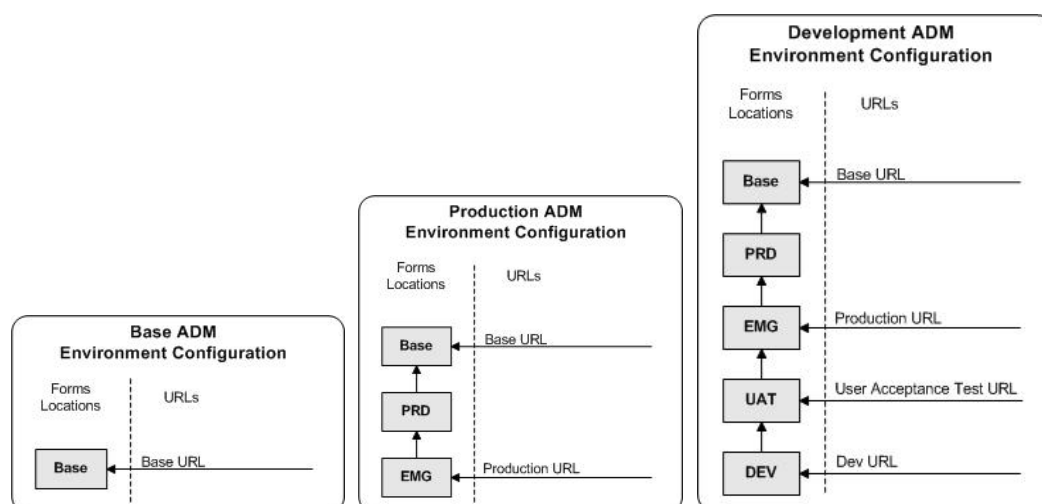 Base ADM
Environment Configuration
Forms
Locations
URLs
Base
Base URL
Production ADM
Environment Configuration
Forms
Locations
URLs
Base
Base URL
PRD
EMG
Production URL
Development ADM
Environment Configuration
Forms
Locations
URLs
Base
Base URL
PRD
EMG
Production URL
UAT
User Acceptance Test URL
DEV
Dev URL